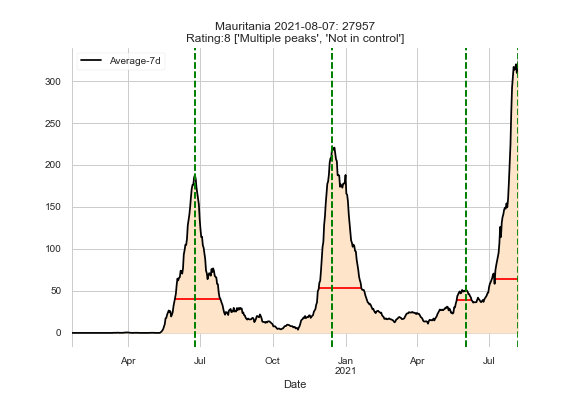 Mauritania 2021-08-07: 27957
Rating:8 ['Multiple peaks', 'Not in control']
Average-7d
300
250
200
150
100
50
0
Apr Jul Oct Jan Apr Jul
2021
Date